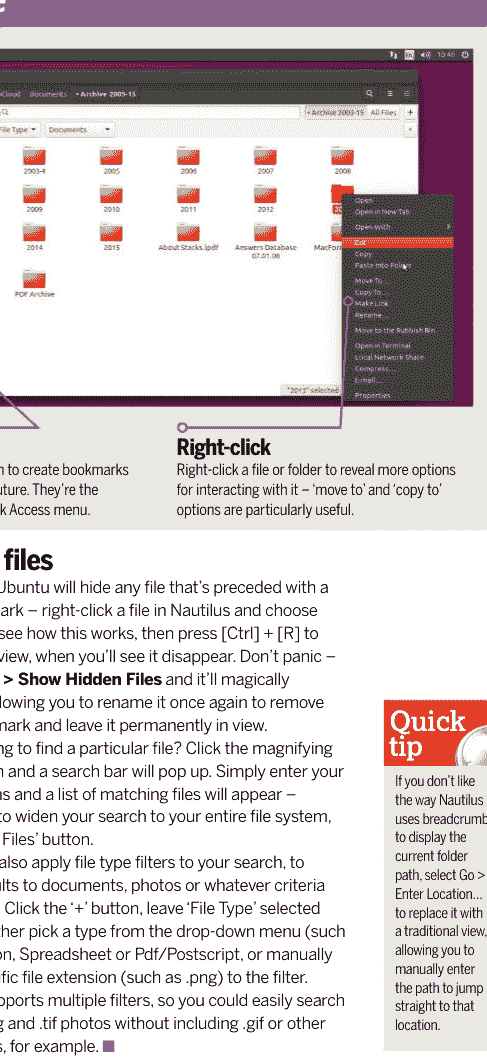 10:46
documents
Archive 2003-15
Archive 2003-15 All Files +
File Type
Documents
2003-4 2005 2006 2007 2008
2009 2010 2011 2012
2014 2015 About Stacks.lpdf Answers Database 07.01.08
PDF Archive
"2013" selected
Open
Open in New Tab
Open With
Cut
Copy
Paste Into Folder
Move To...
Copy To...
Make Link
Rename...
Move to the Rubbish Bin
Open in Terminal
Local Network Share
Compress...
Email...
Properties
n to create bookmarks
uture. They're the
k Access menu.
Right-click
Right-click a file or folder to reveal more options
for interacting with it – 'move to' and 'copy to'
options are particularly useful.
files
Ubuntu will hide any file that's preceded with a
ark – right-click a file in Nautilus and choose
see how this works, then press [Ctrl] + [R] to
view, when you'll see it disappear. Don't panic –
> Show Hidden Files and it'll magically
lowing you to rename it once again to remove
mark and leave it permanently in view.
ng to find a particular file? Click the magnifying
n and a search bar will pop up. Simply enter your
ns and a list of matching files will appear –
to widen your search to your entire file system,
Files' button.
also apply file type filters to your search, to
ults to documents, photos or whatever criteria
Click the '+' button, leave 'File Type' selected
ther pick a type from the drop-down menu (such
on, Spreadsheet or Pdf/Postscript, or manually
ific file extension (such as .png) to the filter.
pports multiple filters, so you could easily search
g and .tif photos without including .gif or other
s, for example.
Quick
tip
If you don't like
the way Nautilus
uses breadcrumb
to display the
current folder
path, select Go >
Enter Location...
to replace it with
a traditional view,
allowing you to
manually enter
the path to jump
straight to that
location.